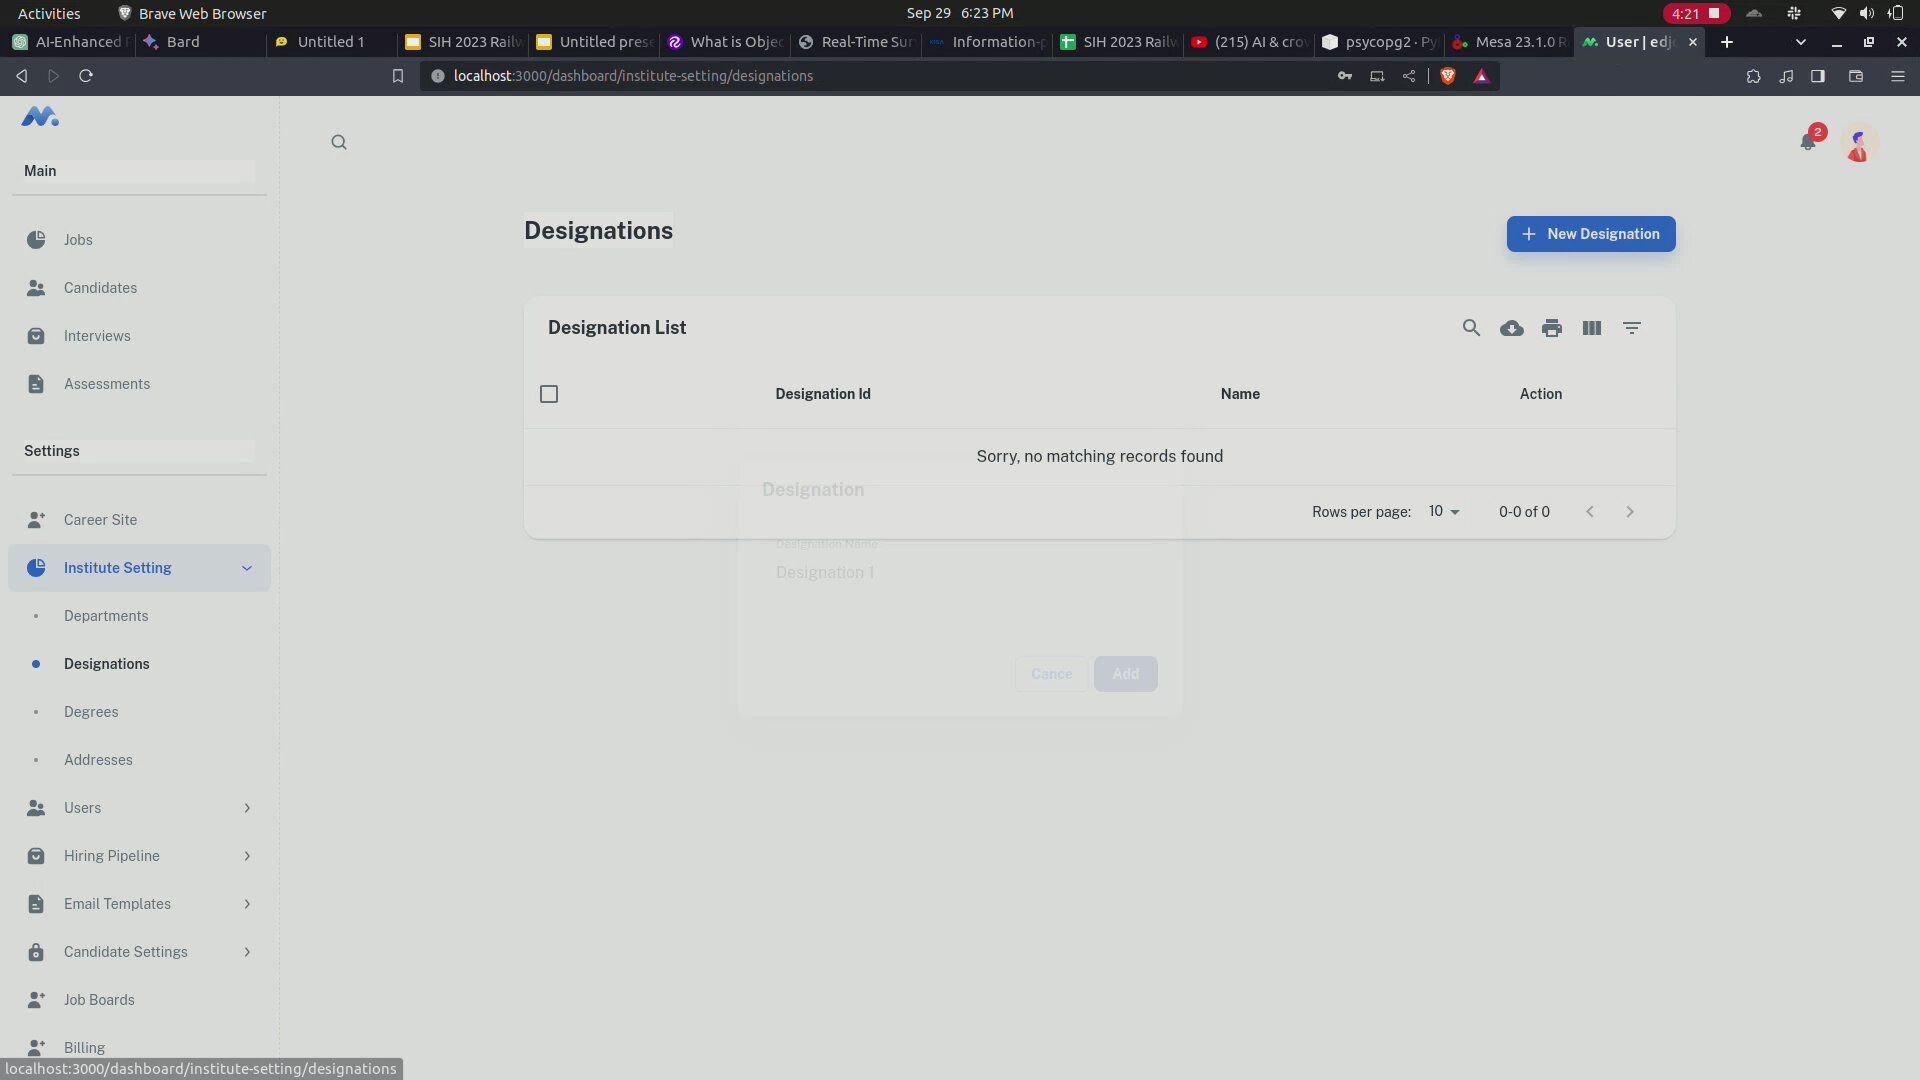 Activities
Brave Web Browser
Sep 29 6:23 PM
4:21
AI-Enhanced
Bard
Untitled 1
SIH 2023 Railw
Untitled prese
What is Objec
Real-Time Sur
Information-p
SIH 2023 Railw
(215) AI & crow
psycopg2 · Py
Mesa 23.1.0 R
User | edjo
localhost:3000/dashboard/institute-setting/designations
Main
Jobs
Candidates
Interviews
Assessments
Settings
Career Site
Institute Setting
Departments
Designations
Degrees
Addresses
Users
Hiring Pipeline
Email Templates
Candidate Settings
Job Boards
Billing
2
Designations
New Designation
Designation List
Designation Id Name Action
Sorry, no matching records found
Rows per page: 10 0-0 of 0
Designation
Designation Name
Designation 1
Cance Add
localhost:3000/dashboard/institute-setting/designations